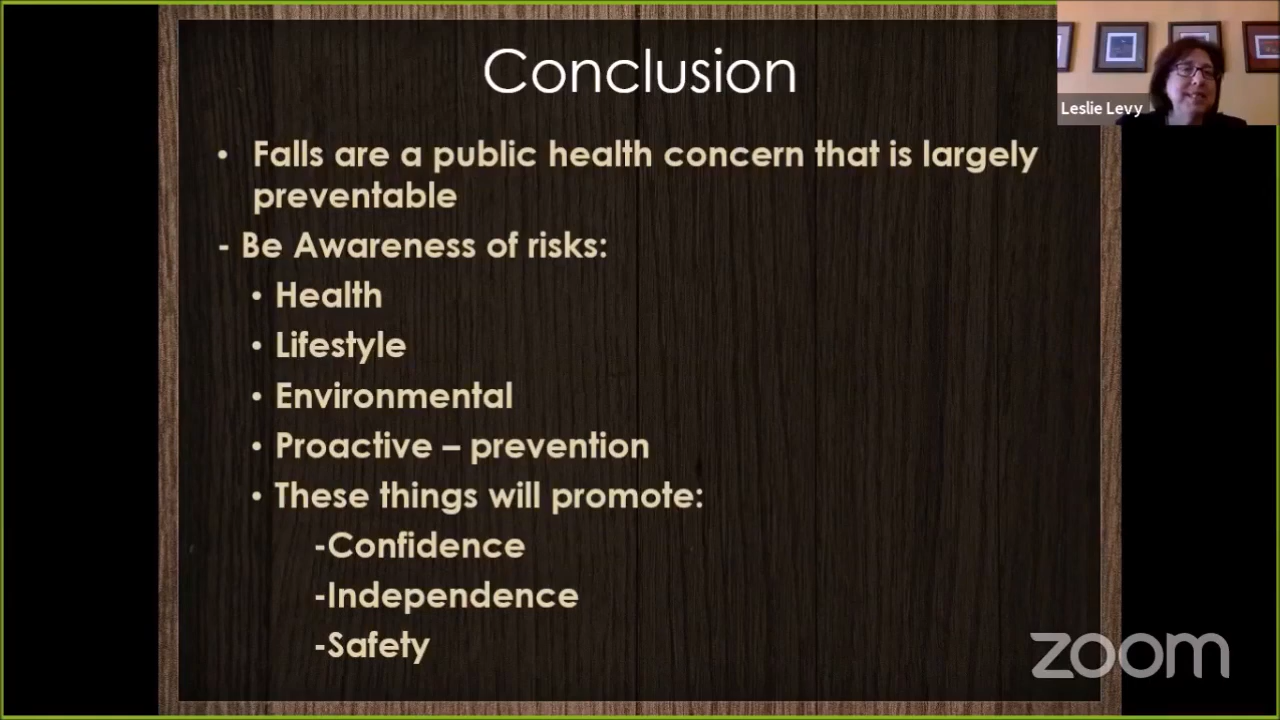 Conclusion
Leslie Levy
• Falls are a public health concern that is largely
preventable
- Be Awareness of risks:
• Health
• Lifestyle
• Environmental
• Proactive – prevention
• These things will promote:
-Confidence
-Independence
-Safety
zoom